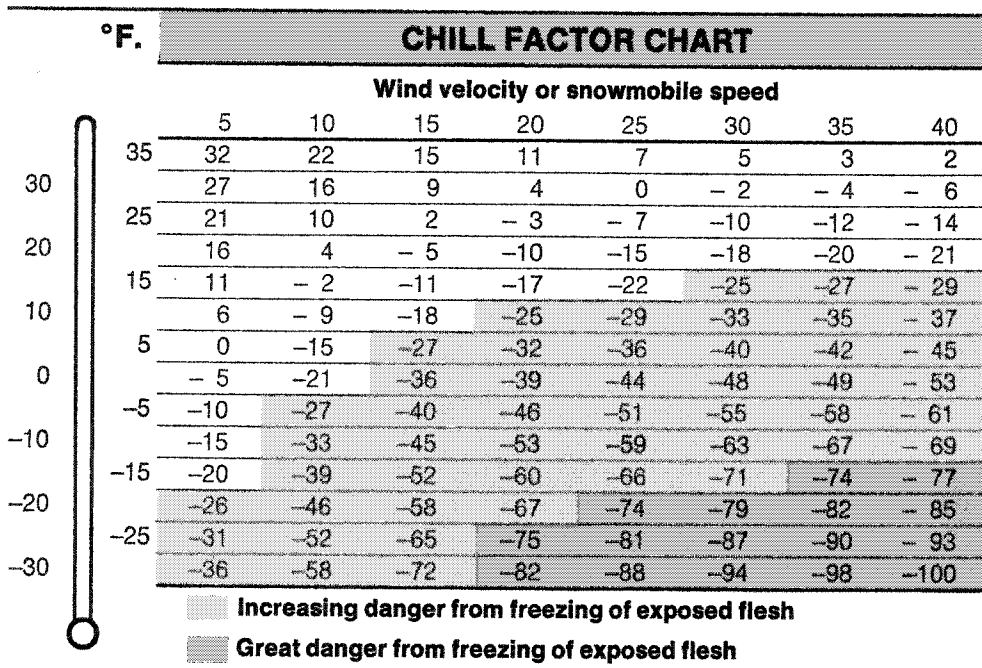 °F. CHILL FACTOR CHART
Wind velocity or snowmobile speed
5 10 15 20 25 30 35 40
35 32 22 15 11 7 5 3 2
30 27 16 9 4 0 – 2 – 4 – 6
25 21 10 2 – 3 – 7 –10 –12 – 14
20 16 4 – 5 –10 –15 –18 –20 – 21
15 11 – 2 –11 –17 –22 –25 –27 – 29
10 6 – 9 –18 –25 –29 –33 –35 – 37
5 0 –15 –27 –32 –36 –40 –42 – 45
0 – 5 –21 –36 –39 –44 –48 –49 – 53
–5 –10 –27 –40 –46 –51 –55 –58 – 61
–10 –15 –33 –45 –53 –59 –63 –67 – 69
–15 –20 –39 –52 –60 –66 –71 –74 – 77
–20 –26 –46 –58 –67 –74 –79 –82 – 85
–25 –31 –52 –65 –75 –81 –87 –90 – 93
–30 –36 –58 –72 –82 –88 –94 –98 –100
Increasing danger from freezing of exposed flesh
Great danger from freezing of exposed flesh